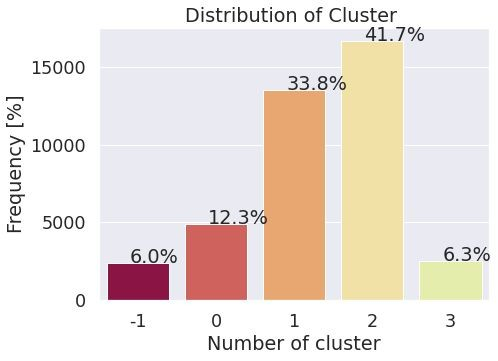 Distribution of Cluster
41.7%
33.8%
12.3%
6.0%
6.3%
15000
10000
5000
0
Frequency [%]
-1 0 1 2 3
Number of cluster